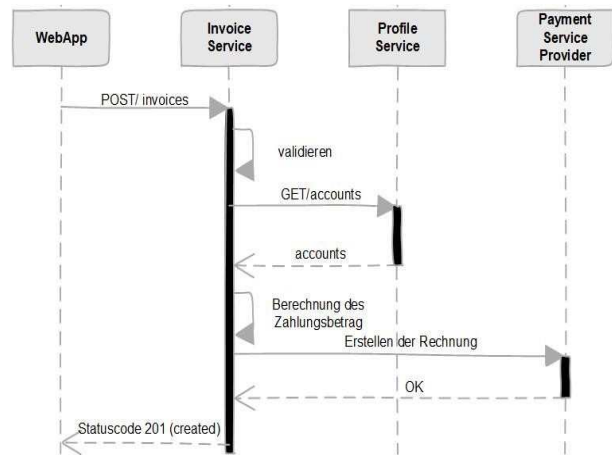 WebApp
Invoice
Service
Profile
Service
Payment
Service
Provider
POST/ invoices
validieren
GET/accounts
accounts
Berechnung des
Zahlungsbetrag
Erstellen der Rechnung
OK
Statuscode 201 (created)